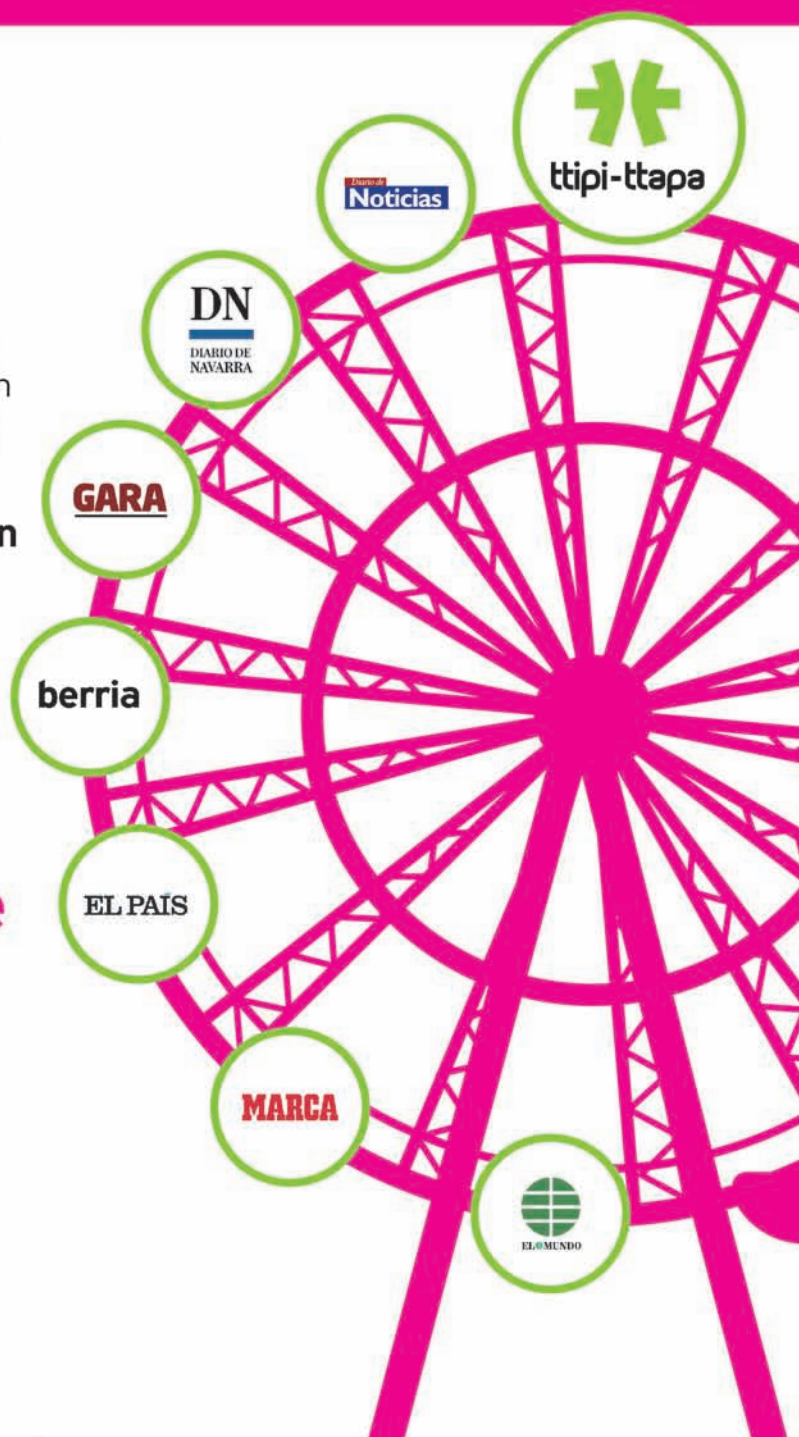 ttipi-ttapa
Diario de
Noticias
DN
DIARIO DE
NAVARRA
GARA
berria
EL PAÍS
MARCA
EL MUNDO